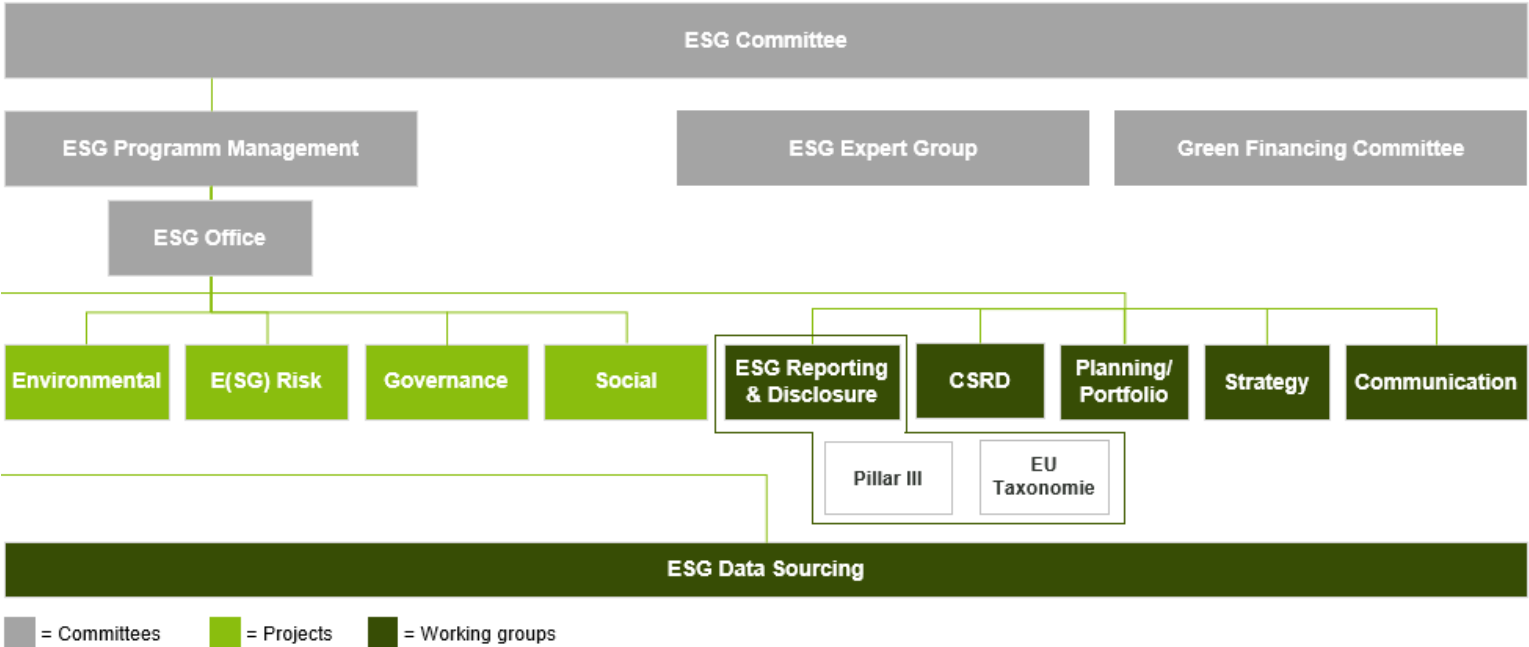 ESG Committee
ESG Programm Management
ESG Expert Group
Green Financing Committee
ESG Office
Environmental
E(SG) Risk
Governance
Social
ESG Reporting
& Disclosure
CSRD
Planning/
Portfolio
Strategy
Communication
Pillar III
EU
Taxonomie
ESG Data Sourcing
= Committees
= Projects
= Working groups